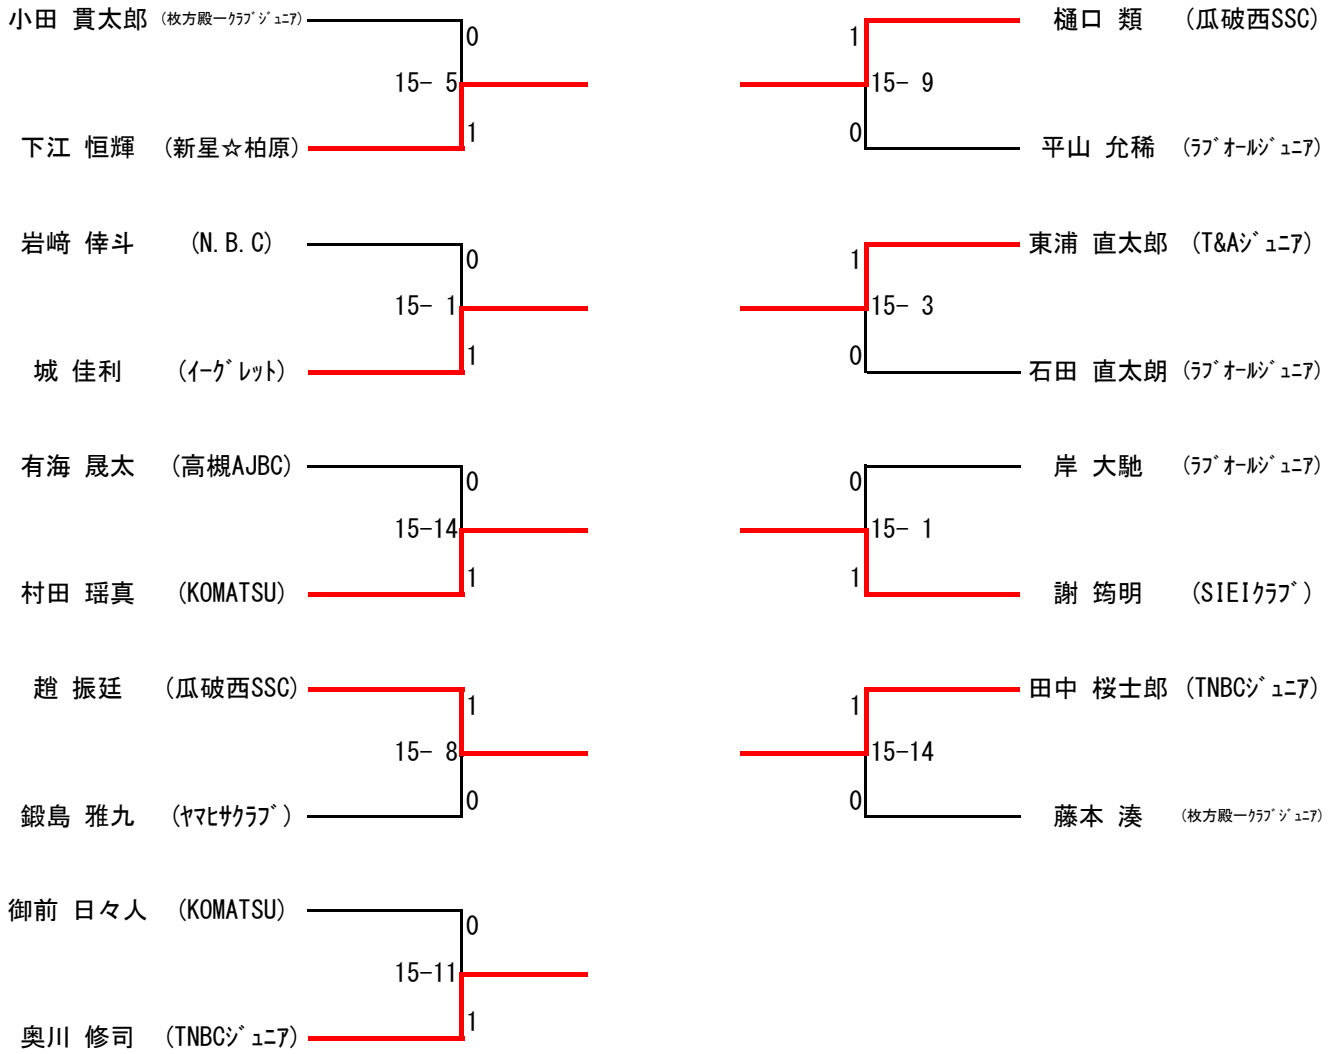 小田 貫太郎 (枚方殿一ｸﾗﾌﾞｼﾞｭﾆｱ)
0
15- 5
1
下江 恒輝 (新星☆柏原)
岩﨑 倖斗 (N.B.C)
0
15- 1
1
城 佳利 (ｲｰｸﾞﾚｯﾄ)
有海 晟太 (高槻AJBC)
0
15-14
1
村田 瑶真 (KOMATSU)
趙 振廷 (瓜破西SSC)
1
15- 8
0
鍛島 雅九 (ﾔﾏﾋｻｸﾗﾌﾞ)
御前 日々人 (KOMATSU)
0
15-11
1
奥川 修司 (TNBCｼﾞｭﾆｱ)
樋口 類 (瓜破西SSC)
1
15- 9
0
平山 允稀 (ﾗﾌﾞｵｰﾙｼﾞｭﾆｱ)
東浦 直太郎 (T&Aｼﾞｭﾆｱ)
1
15- 3
0
石田 直太朗 (ﾗﾌﾞｵｰﾙｼﾞｭﾆｱ)
岸 大馳 (ﾗﾌﾞｵｰﾙｼﾞｭﾆｱ)
0
15- 1
1
謝 筠明 (SIEIｸﾗﾌﾞ)
田中 桜士郎 (TNBCｼﾞｭﾆｱ)
1
15-14
0
藤本 湊 (枚方殿一ｸﾗﾌﾞｼﾞｭﾆｱ)